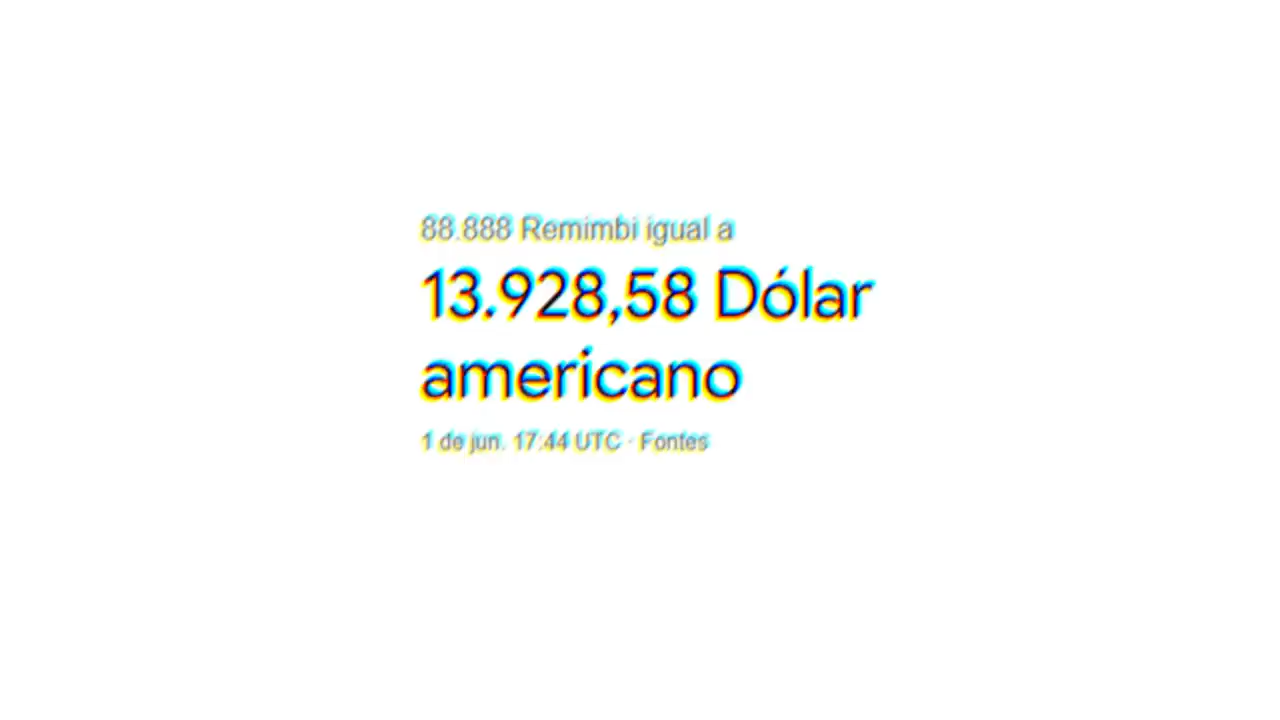 88.888 Remimbi igual a
13.928,58 Dólar
americano
1 de jun. 17:44 UTC · Fontes